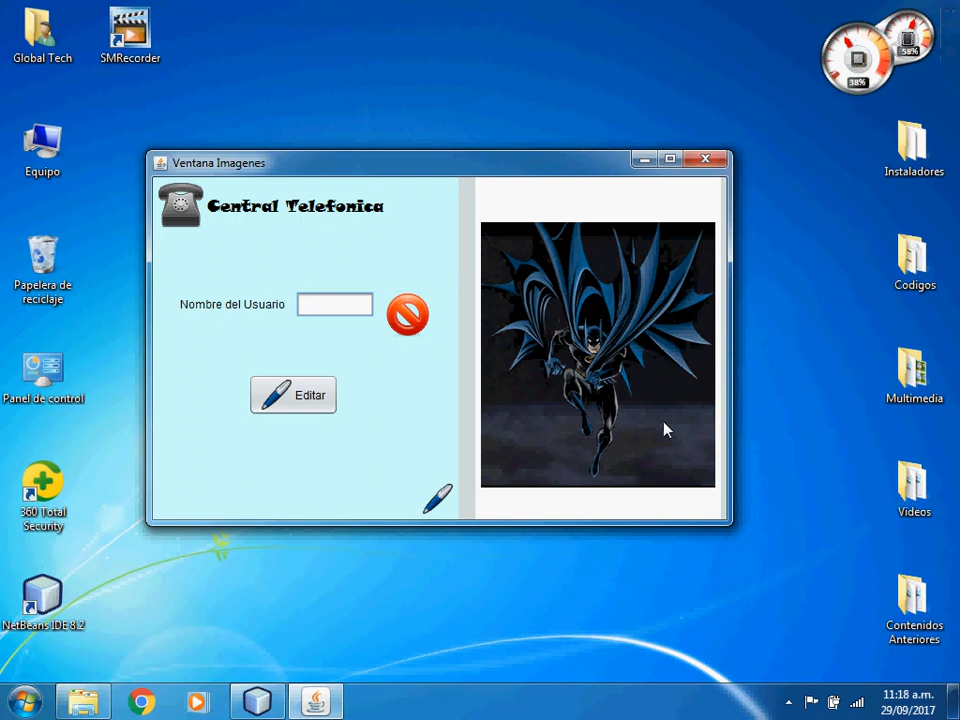 Global Tech
SMRecorder
58%
38%
Equipo
Instaladores
Ventana Imagenes
Central Telefonica
Papelera de
reciclaje
Codigos
Nombre del Usuario
Panel de control
Editar
Multimedia
360 Total
Security
Videos
NetBeans IDE 8.2
Contenidos
Anteriores
11:18 a.m.
29/09/2017